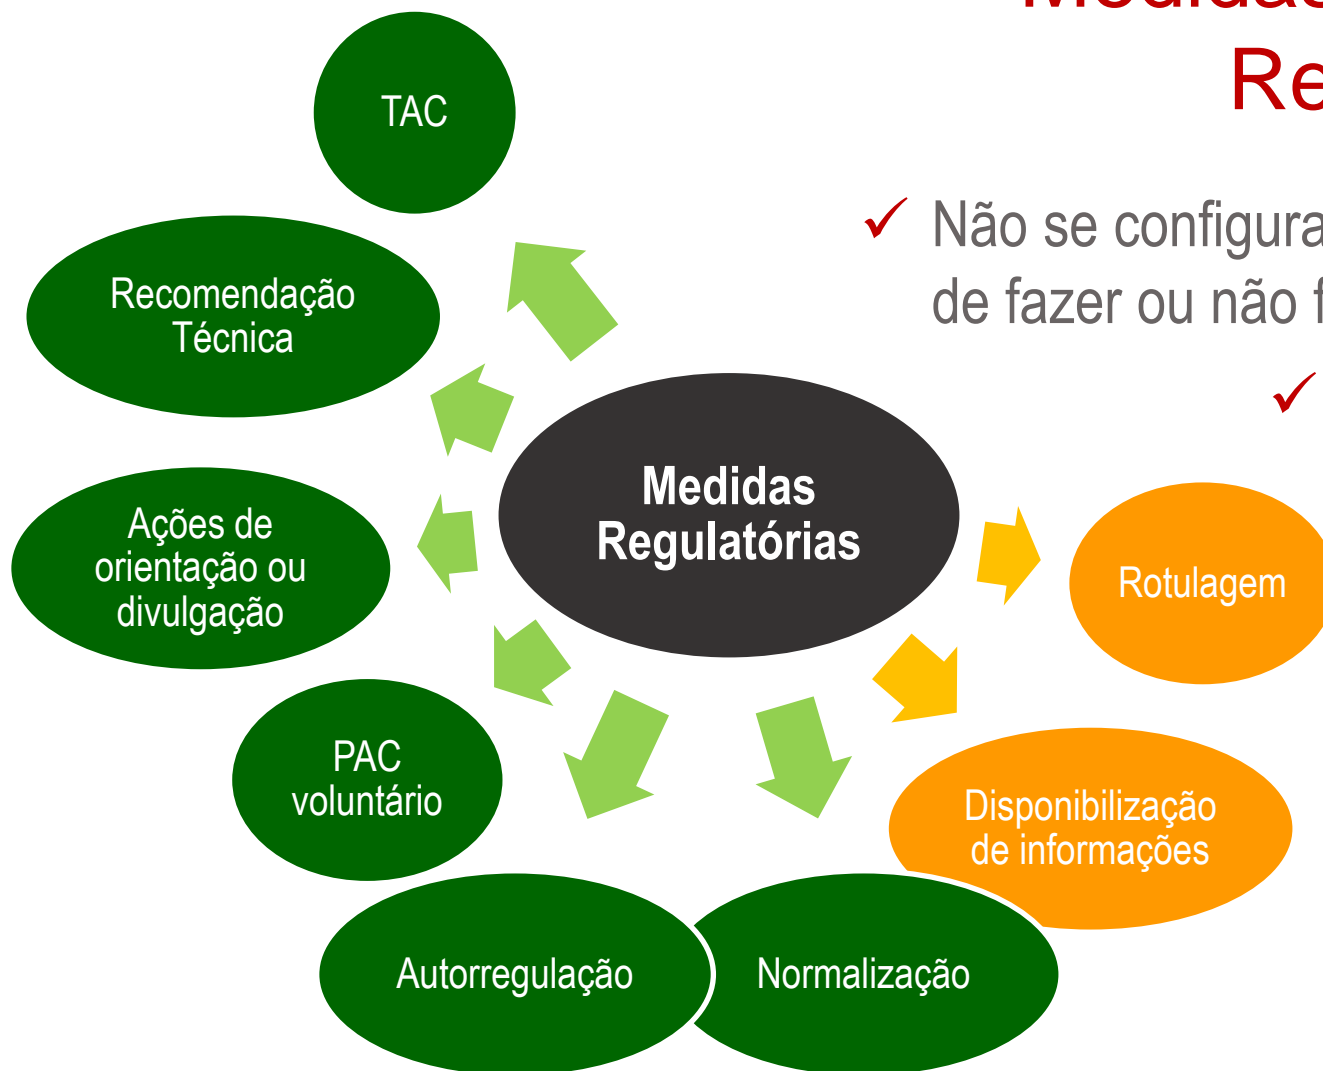 Medidas
Re
Não se configura
de fazer ou não f
TAC
Recomendação
Técnica
Ações de
orientação ou
divulgação
PAC
voluntário
Autorregulação
Normalização
Disponibilização
de informações
Rotulagem
Medidas
Regulatórias